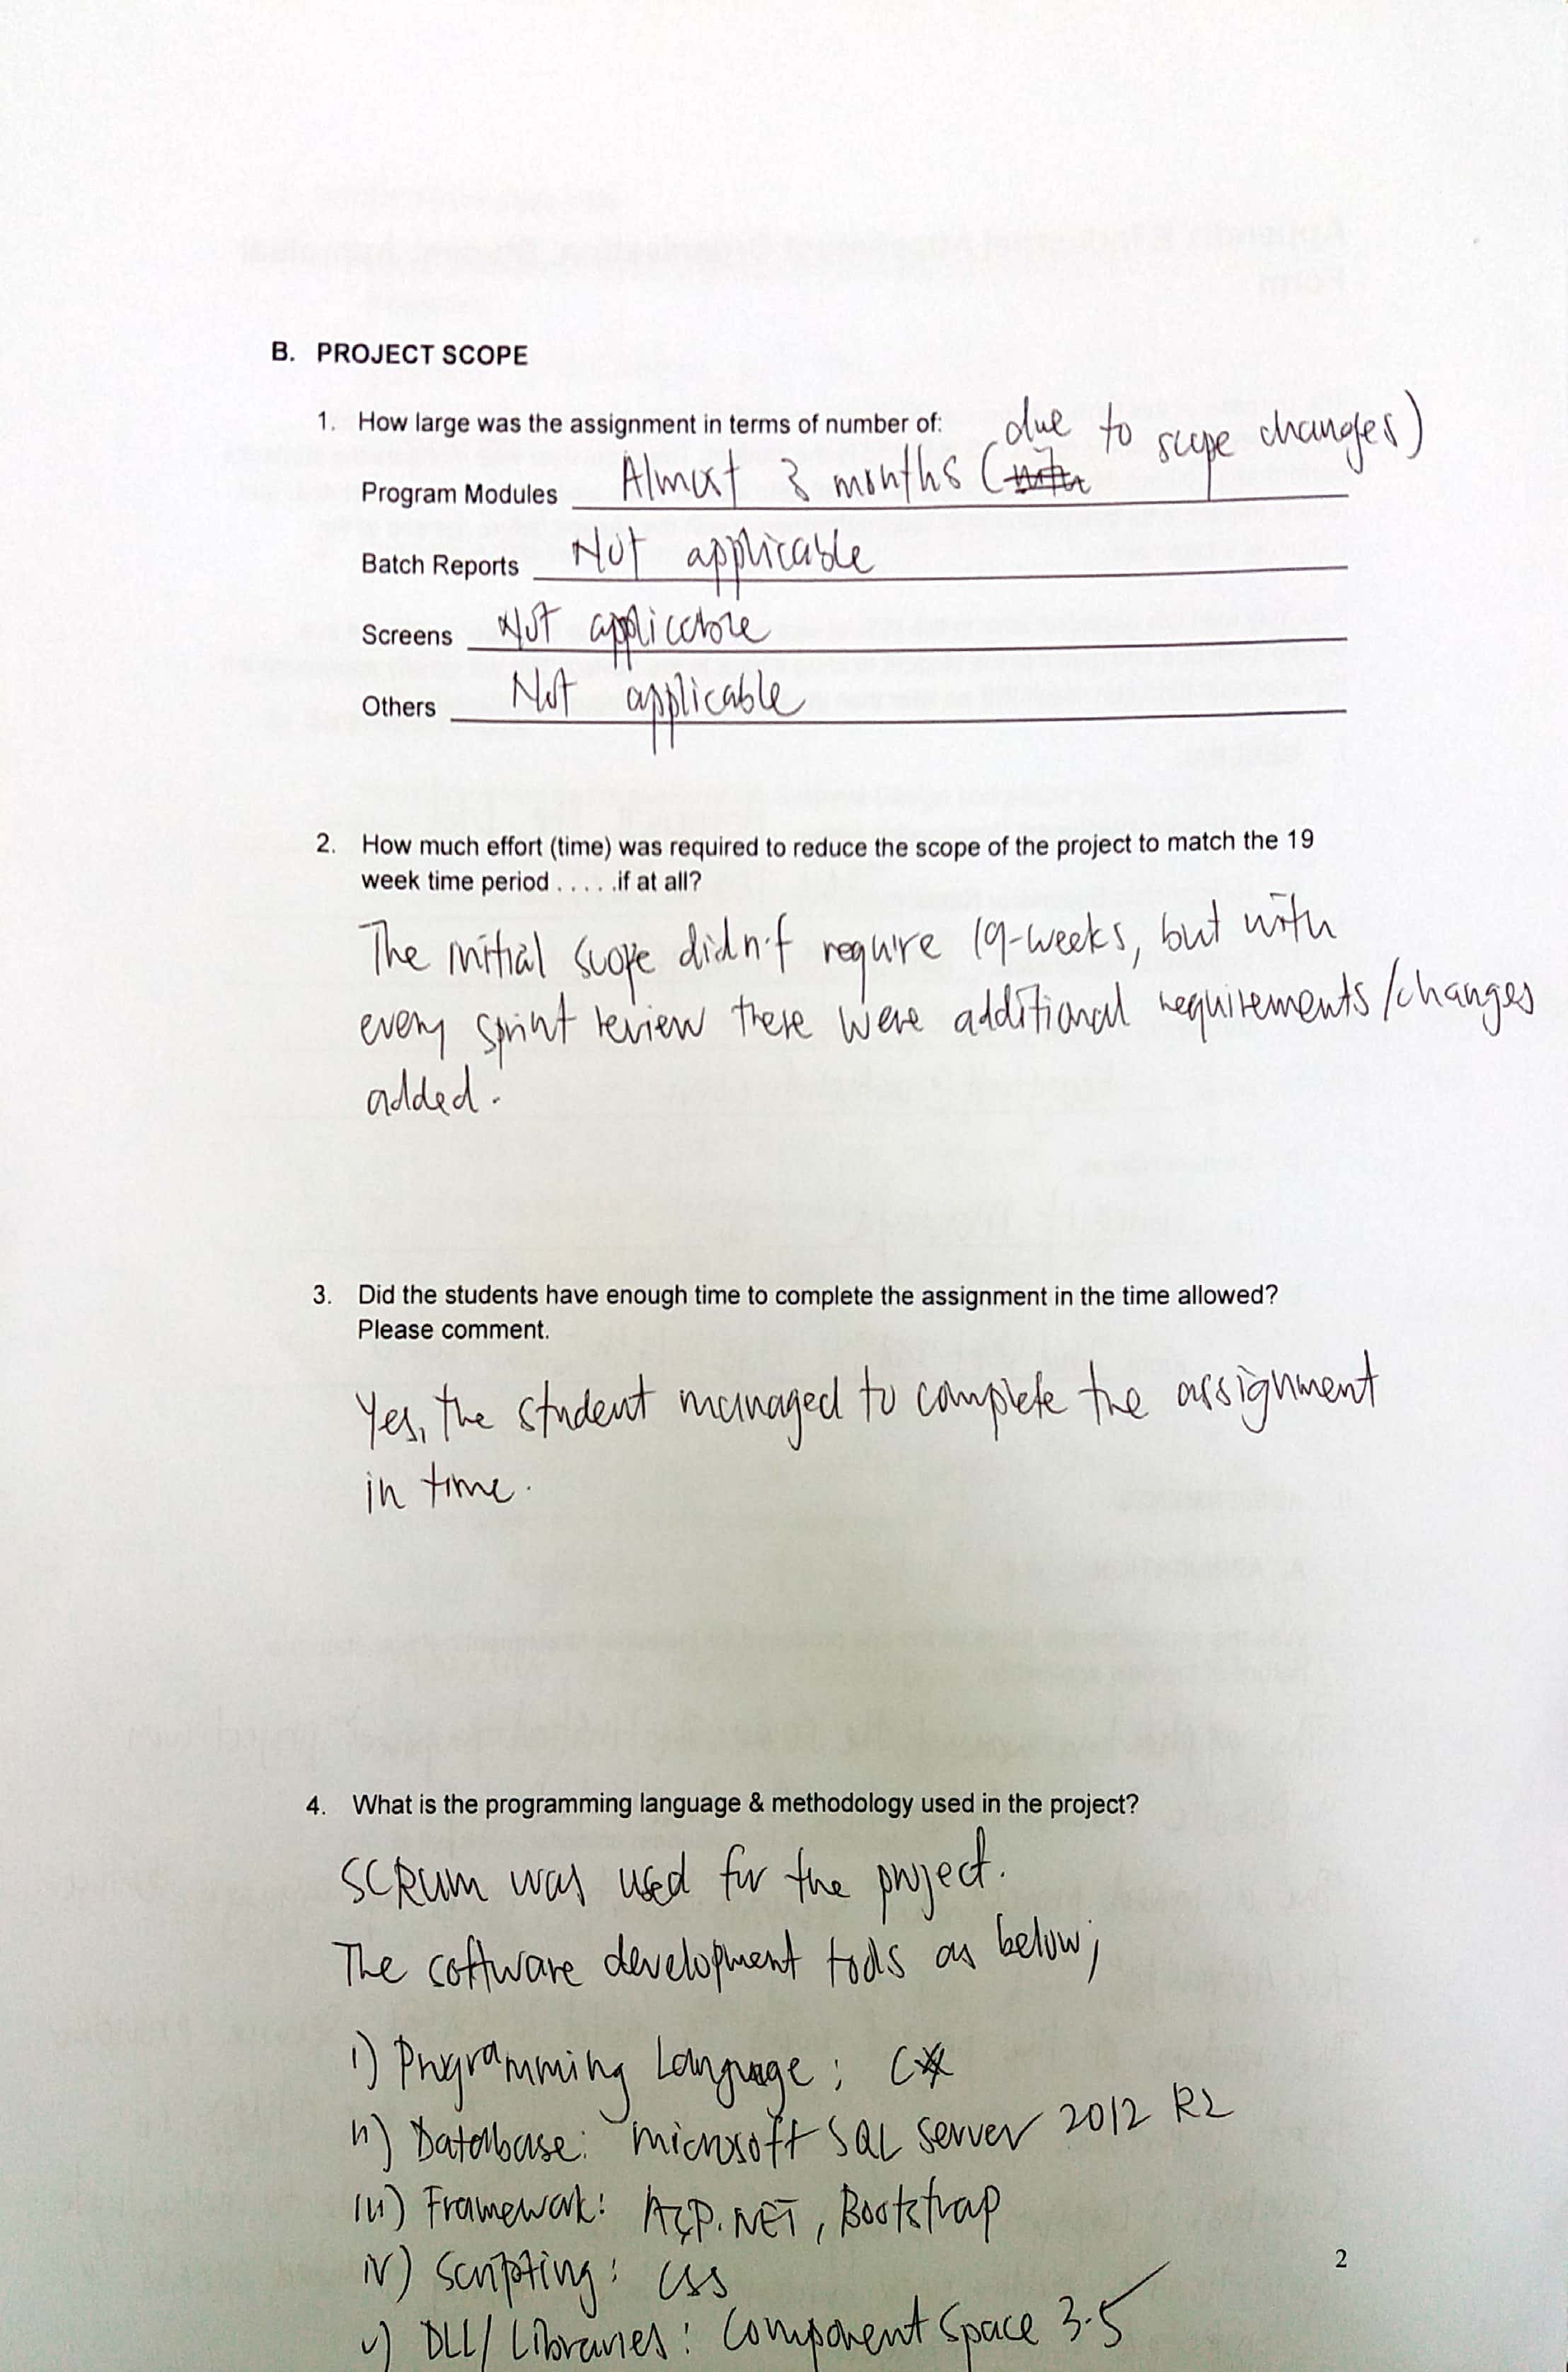 B. PROJECT SCOPE
1. How large was the assignment in terms of number of:
Program Modules Almost 3 months (due to scope changes)
Batch Reports Not applicable
Screens Not applicable
Others Not applicable
2. How much effort (time) was required to reduce the scope of the project to match the 19
week time period . . . . .if at all?
The initial scope didn't require 19-weeks, but with
every sprint review there were additional requirements/changes
added.
3. Did the students have enough time to complete the assignment in the time allowed?
Please comment.
Yes, the student managed to complete the assignment
in time.
4. What is the programming language & methodology used in the project?
SCRUM was used for the project.
The software development tools as below;
i) Programming Language: C#
ii) Database: Microsoft SQL Server 2012 R2
iii) Framework: ASP.NET, Bootstrap
iv) Scripting: CSS
v) DLL/Libraries: Component Space 3.5
2